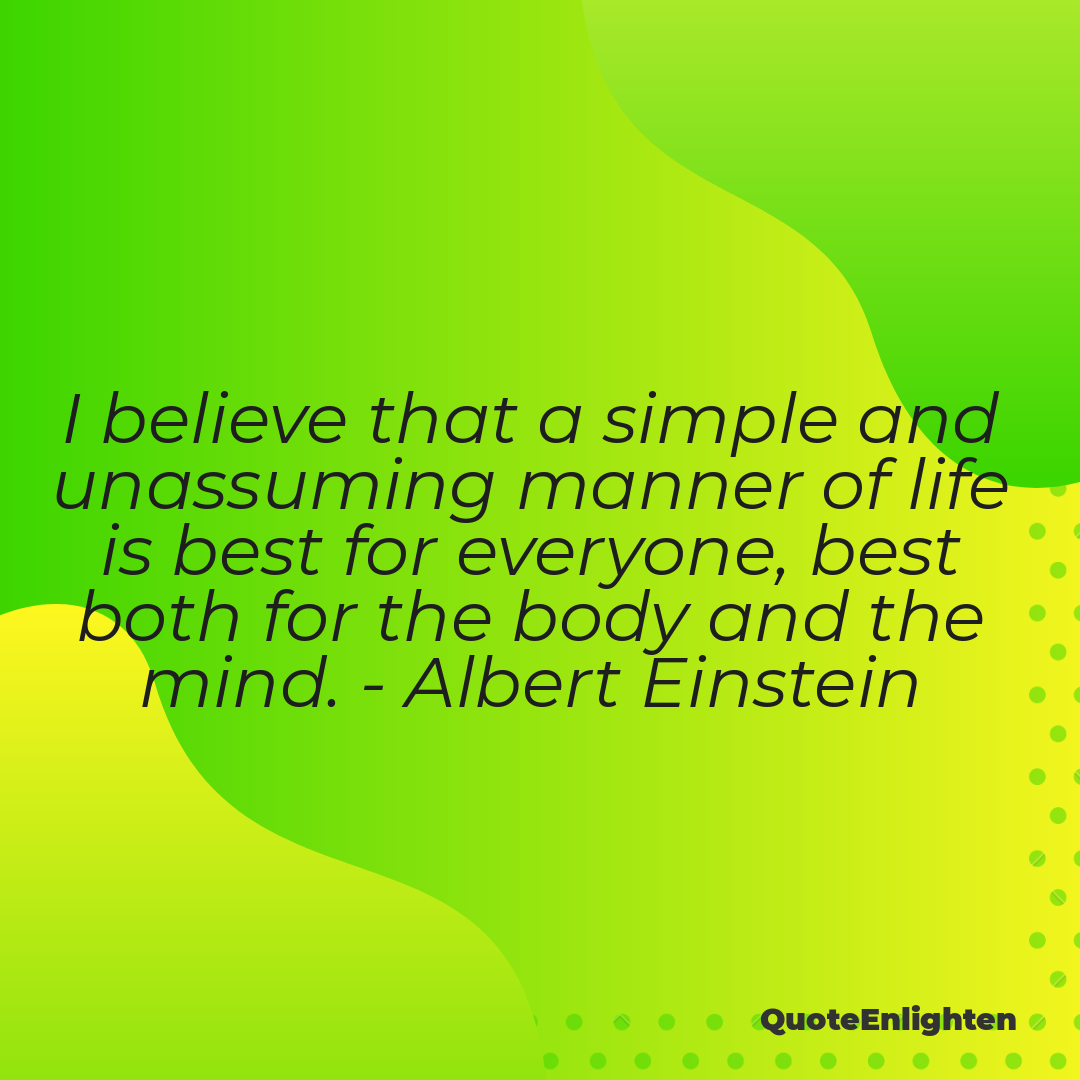 I believe that a simple and
unassuming manner of life
is best for everyone, best
both for the body and the
mind. - Albert Einstein
QuoteEnlighten